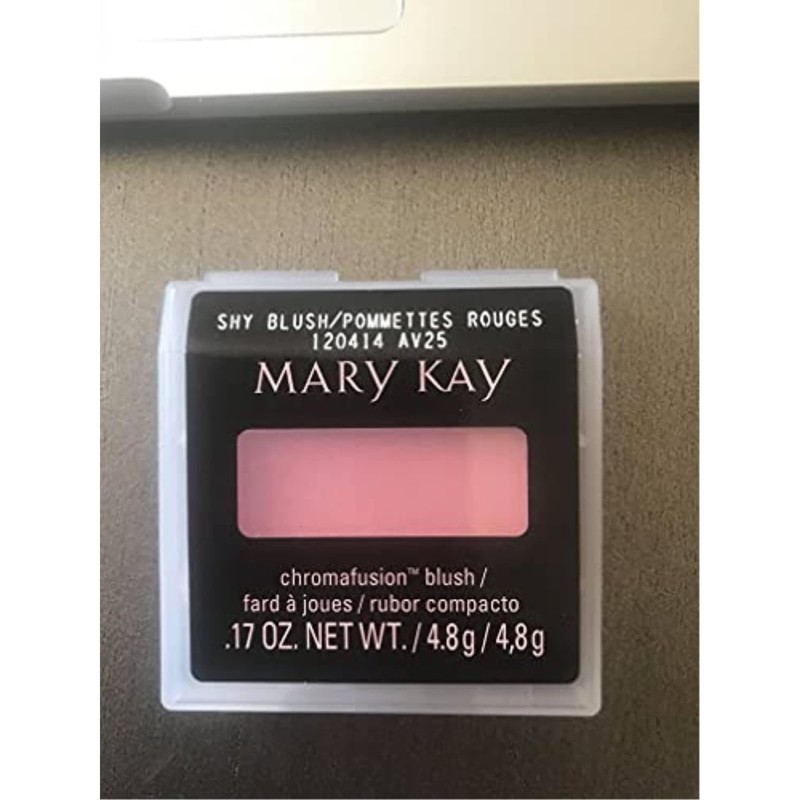 SHY BLUSH/POMMETTES ROUGES
120414 AV25
MARY KAY
chromafusion™ blush /
fard à joues / rubor compacto
.17 OZ. NET WT. / 4.8g / 4,8g